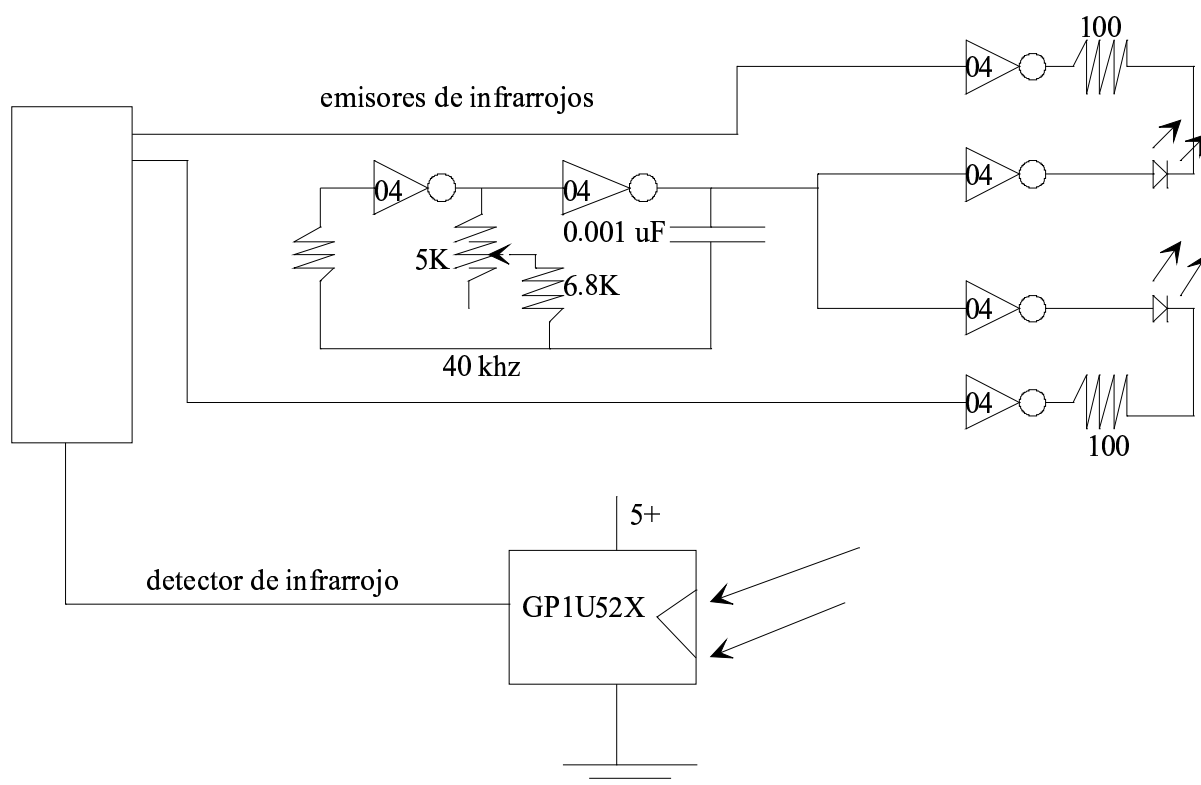 100
04
emisores de infrarrojos
04
04
04
0.001 uF
5K
6.8K
04
40 khz
04
100
5+
detector de infrarrojo
GP1U52X